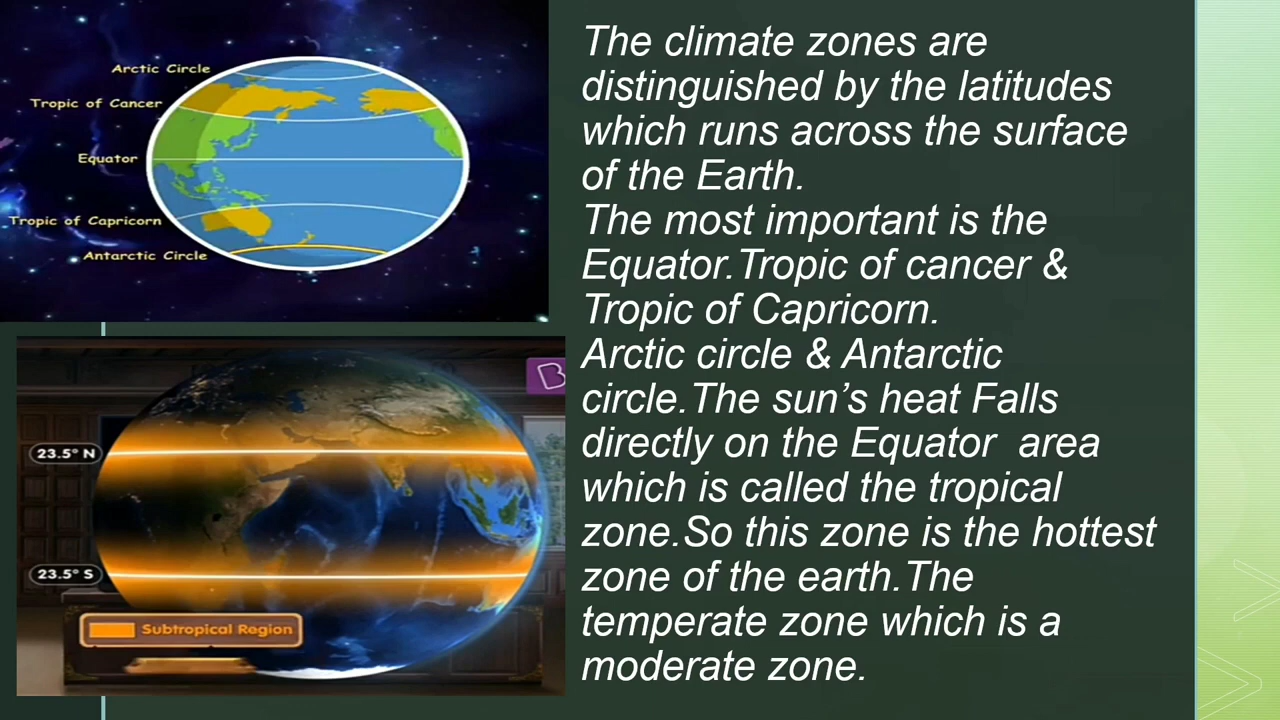 Arctic Circle
Tropic of Cancer
Equator
Tropic of Capricorn
Antarctic Circle
23.5° N
23.5° S
Subtropical Region
B
The climate zones are
distinguished by the latitudes
which runs across the surface
of the Earth.
The most important is the
Equator.Tropic of cancer &
Tropic of Capricorn.
Arctic circle & Antarctic
circle.The sun’s heat Falls
directly on the Equator  area
which is called the tropical
zone.So this zone is the hottest
zone of the earth.The
temperate zone which is a
moderate zone.